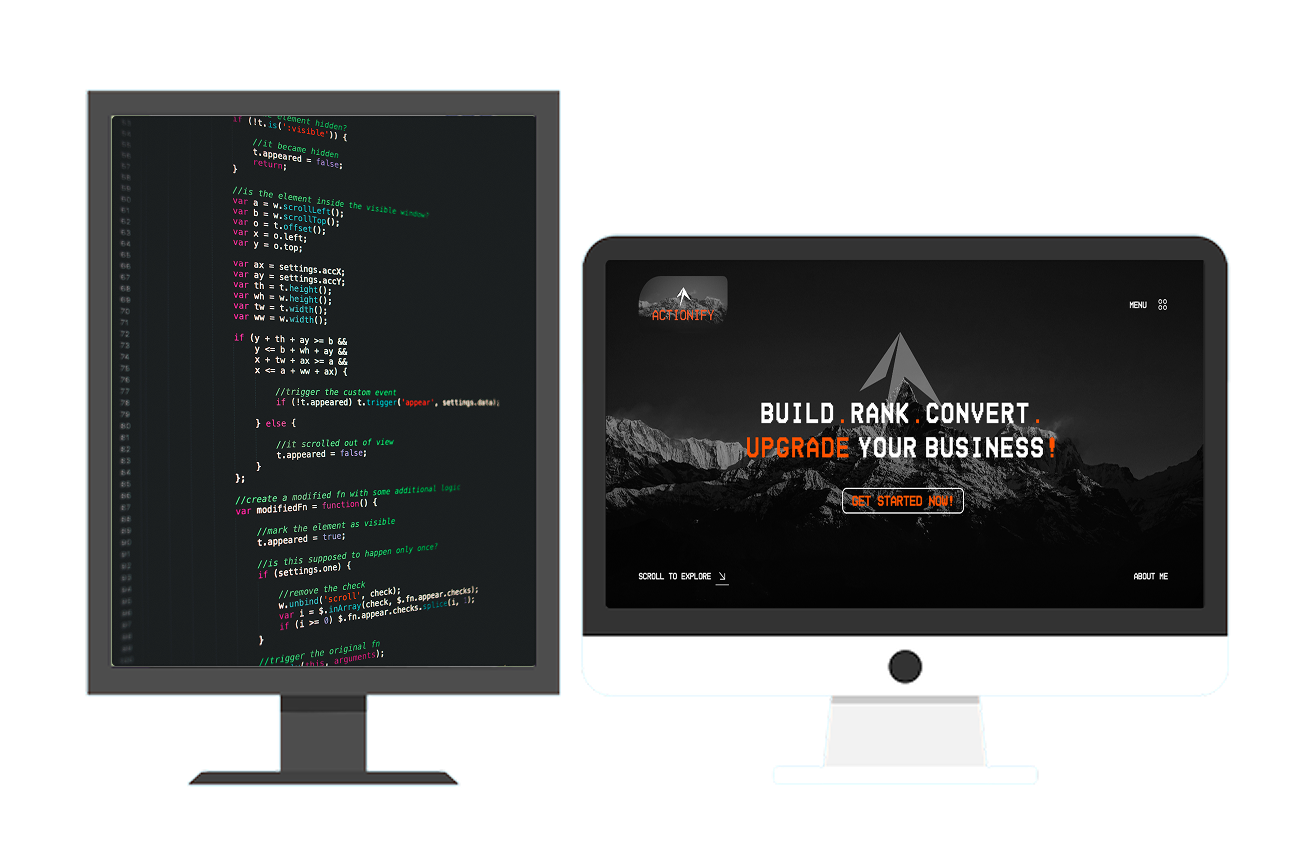 element hidden?
if (!t.is(':visible')) {
//it became hidden
t.appeared = false;
return;
}
//is the element inside the visible window?
var a = w.scrollLeft();
var b = w.scrollTop();
var o = t.offset();
var x = o.left;
var y = o.top;
var ax = settings.accX;
var ay = settings.accY;
var th = t.height();
var wh = w.height();
var tw = t.width();
var ww = w.width();
if (y + th + ay >= b &&
y <= b + wh + ay &&
x + tw + ax >= a &&
x <= a + ww + ax) {
//trigger the custom event
if (!t.appeared) t.trigger('appear', settings.data);
} else {
//it scrolled out of view
t.appeared = false;
}
};
//create a modified fn with some additional logic
var modifiedFn = function() {
//mark the element as visible
t.appeared = true;
//is this supposed to happen only once?
if (settings.one) {
//remove the check
w.unbind('scroll', check);
var i = $.inArray(check, $.fn.appear.checks);
if (i >= 0) $.fn.appear.checks.splice(i, 1);
}
//trigger the original fn
(this, arguments);
ACTIONIFY
MENU
BUILD.RANK.CONVERT.
UPGRADE YOUR BUSINESS!
GET STARTED NOW!
SCROLL TO EXPLORE
ABOUT ME